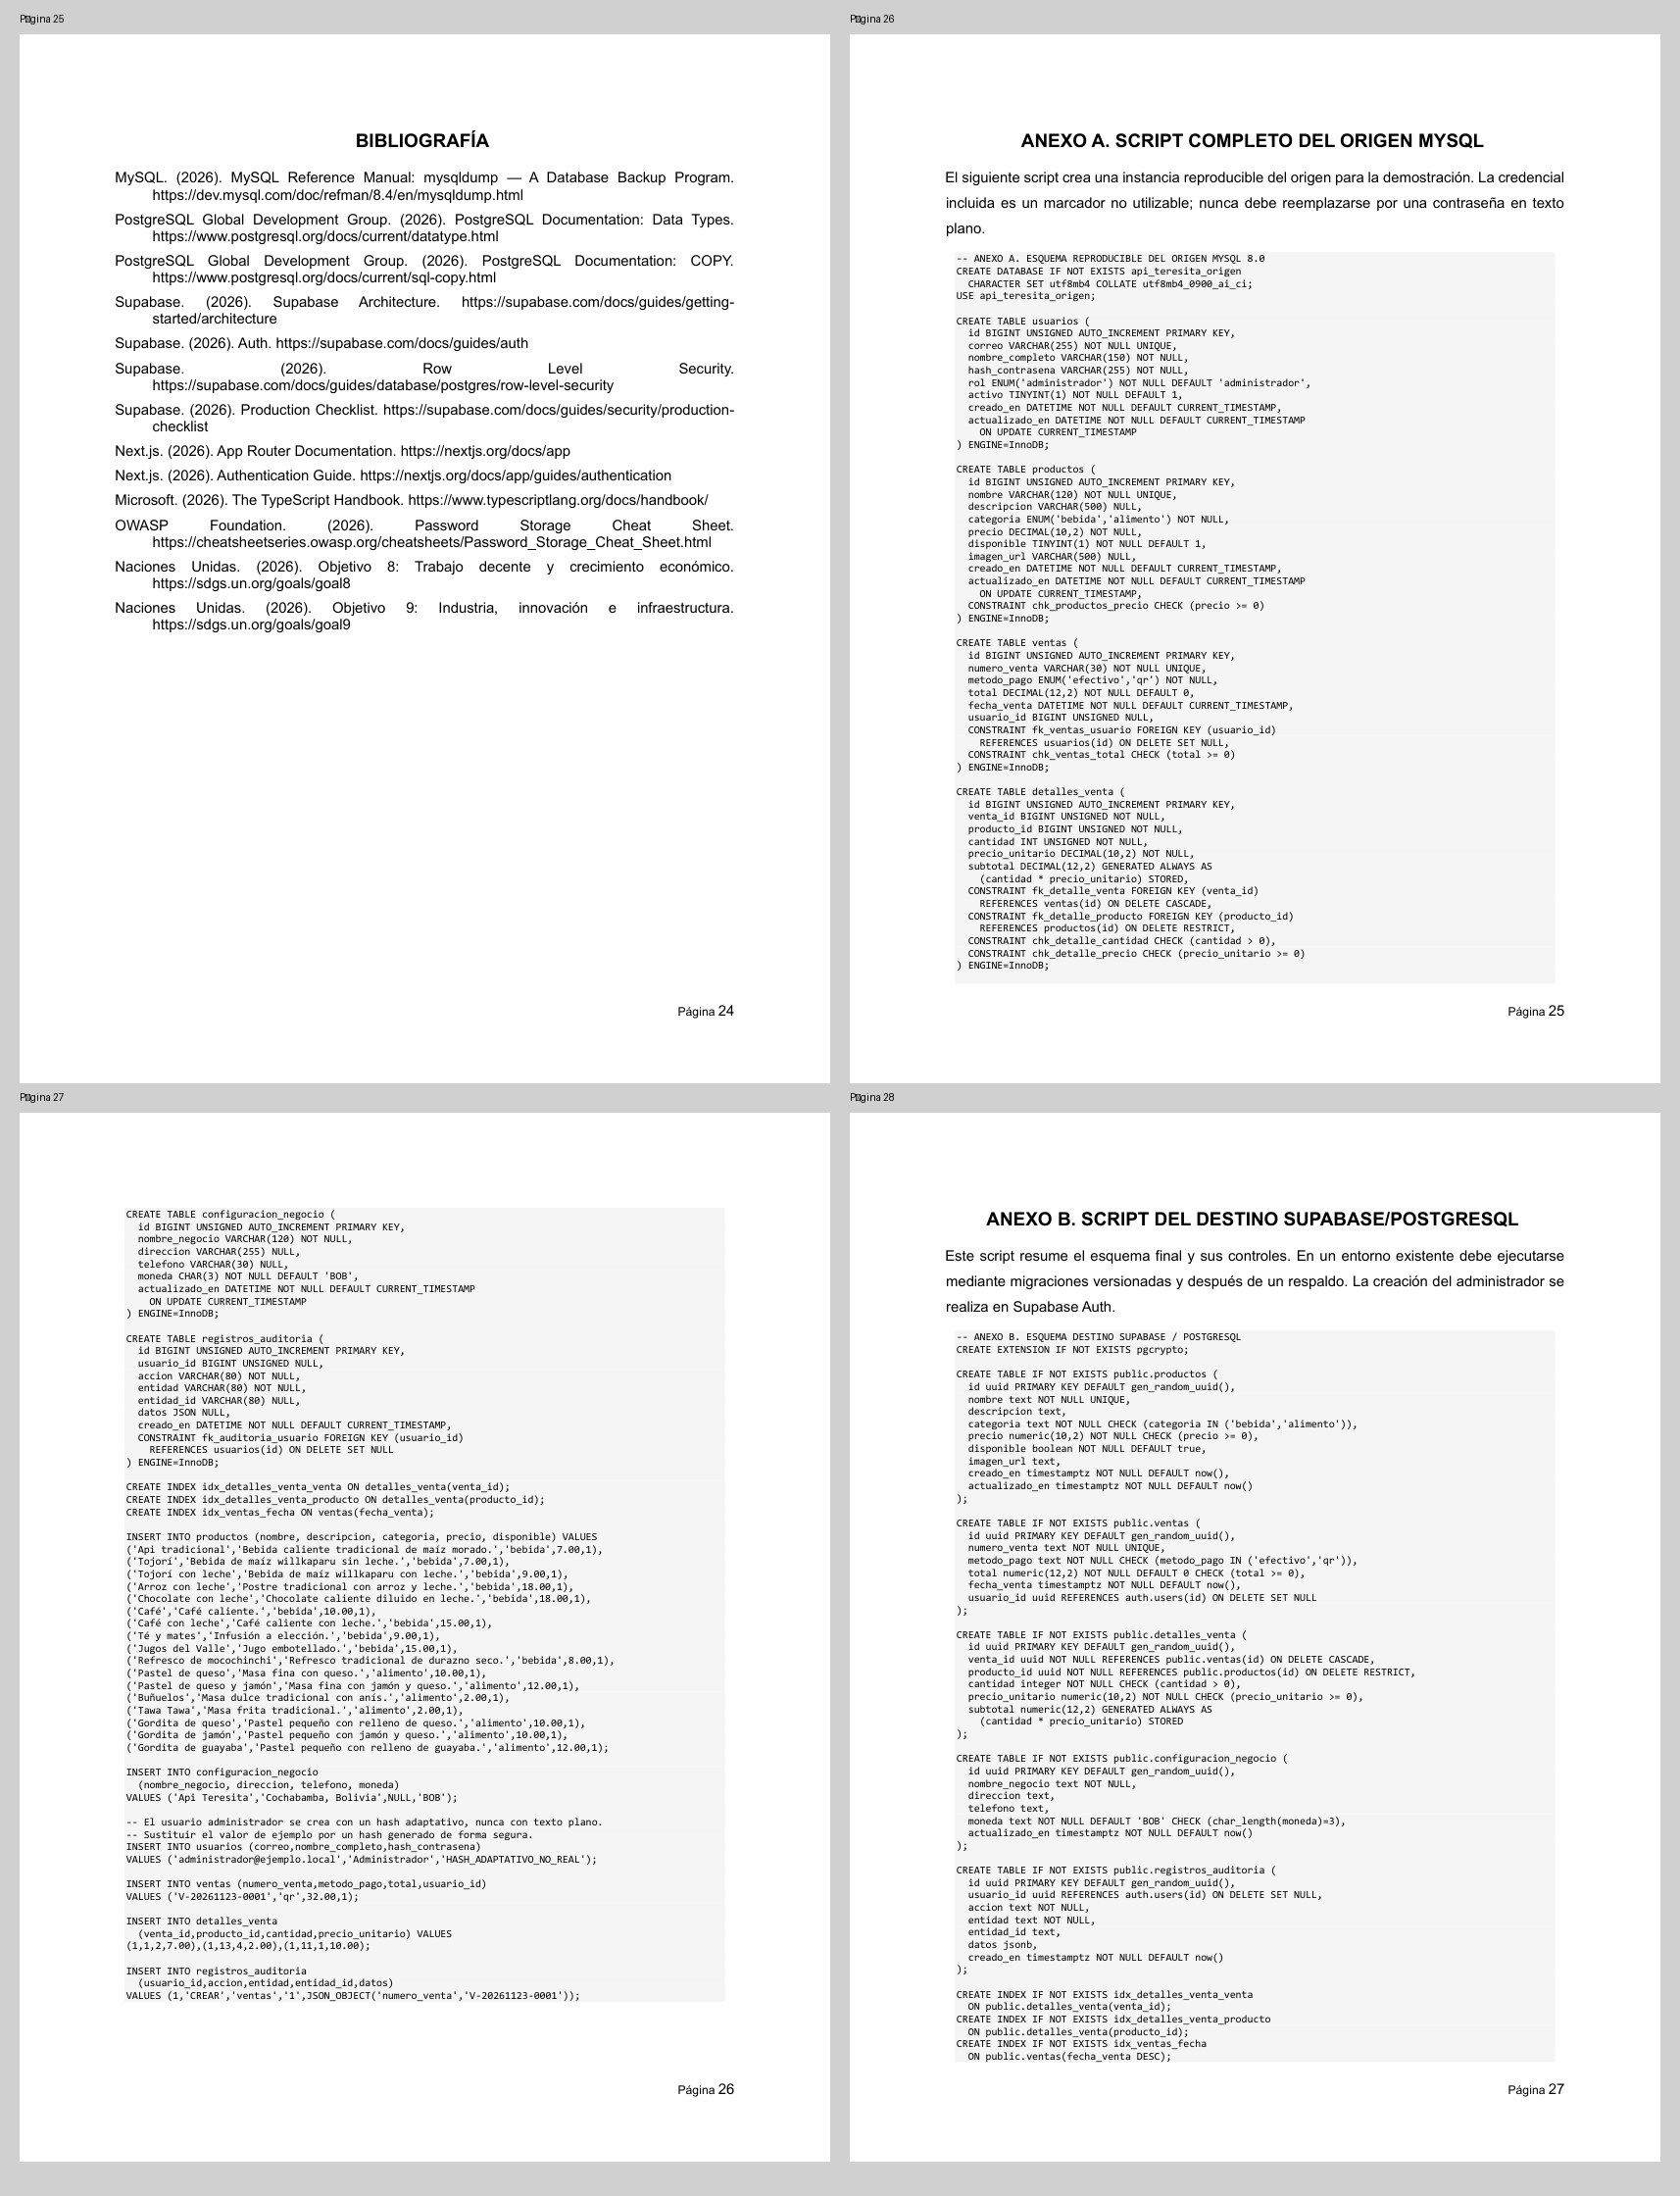 Página 25
BIBLIOGRAFÍA
MySQL. (2026). MySQL Reference Manual: mysqldump — A Database Backup Program.
https://dev.mysql.com/doc/refman/8.4/en/mysqldump.html
PostgreSQL Global Development Group. (2026). PostgreSQL Documentation: Data Types.
https://www.postgresql.org/docs/current/datatype.html
PostgreSQL Global Development Group. (2026). PostgreSQL Documentation: COPY.
https://www.postgresql.org/docs/current/sql-copy.html
Supabase. (2026). Supabase Architecture. https://supabase.com/docs/guides/getting-
started/architecture
Supabase. (2026). Auth. https://supabase.com/docs/guides/auth
Supabase. (2026). Row Level Security.
https://supabase.com/docs/guides/database/postgres/row-level-security
Supabase. (2026). Production Checklist. https://supabase.com/docs/guides/security/production-
checklist
Next.js. (2026). App Router Documentation. https://nextjs.org/docs/app
Next.js. (2026). Authentication Guide. https://nextjs.org/docs/app/guides/authentication
Microsoft. (2026). The TypeScript Handbook. https://www.typescriptlang.org/docs/handbook/
OWASP Foundation. (2026). Password Storage Cheat Sheet.
https://cheatsheetseries.owasp.org/cheatsheets/Password_Storage_Cheat_Sheet.html
Naciones Unidas. (2026). Objetivo 8: Trabajo decente y crecimiento económico.
https://sdgs.un.org/goals/goal8
Naciones Unidas. (2026). Objetivo 9: Industria, innovación e infraestructura.
https://sdgs.un.org/goals/goal9
Página 24
Página 26
ANEXO A. SCRIPT COMPLETO DEL ORIGEN MYSQL
El siguiente script crea una instancia reproducible del origen para la demostración. La credencial
incluida es un marcador no utilizable; nunca debe reemplazarse por una contraseña en texto
plano.
-- ANEXO A. ESQUEMA REPRODUCIBLE DEL ORIGEN MYSQL 8.0
CREATE DATABASE IF NOT EXISTS api_teresita_origen
  CHARACTER SET utf8mb4 COLLATE utf8mb4_0900_ai_ci;
USE api_teresita_origen;
CREATE TABLE usuarios (
  id BIGINT UNSIGNED AUTO_INCREMENT PRIMARY KEY,
  correo VARCHAR(255) NOT NULL UNIQUE,
  nombre_completo VARCHAR(150) NOT NULL,
  hash_contrasena VARCHAR(255) NOT NULL,
  rol ENUM('administrador') NOT NULL DEFAULT 'administrador',
  activo TINYINT(1) NOT NULL DEFAULT 1,
  creado_en DATETIME NOT NULL DEFAULT CURRENT_TIMESTAMP,
  actualizado_en DATETIME NOT NULL DEFAULT CURRENT_TIMESTAMP
    ON UPDATE CURRENT_TIMESTAMP
) ENGINE=InnoDB;
CREATE TABLE productos (
  id BIGINT UNSIGNED AUTO_INCREMENT PRIMARY KEY,
  nombre VARCHAR(120) NOT NULL UNIQUE,
  descripcion VARCHAR(500) NULL,
  categoria ENUM('bebida','alimento') NOT NULL,
  precio DECIMAL(10,2) NOT NULL,
  disponible TINYINT(1) NOT NULL DEFAULT 1,
  imagen_url VARCHAR(500) NULL,
  creado_en DATETIME NOT NULL DEFAULT CURRENT_TIMESTAMP,
  actualizado_en DATETIME NOT NULL DEFAULT CURRENT_TIMESTAMP
    ON UPDATE CURRENT_TIMESTAMP,
  CONSTRAINT chk_productos_precio CHECK (precio >= 0)
) ENGINE=InnoDB;
CREATE TABLE ventas (
  id BIGINT UNSIGNED AUTO_INCREMENT PRIMARY KEY,
  numero_venta VARCHAR(30) NOT NULL UNIQUE,
  metodo_pago ENUM('efectivo','qr') NOT NULL,
  total DECIMAL(12,2) NOT NULL DEFAULT 0,
  fecha_venta DATETIME NOT NULL DEFAULT CURRENT_TIMESTAMP,
  usuario_id BIGINT UNSIGNED NULL,
  CONSTRAINT fk_ventas_usuario FOREIGN KEY (usuario_id)
    REFERENCES usuarios(id) ON DELETE SET NULL,
  CONSTRAINT chk_ventas_total CHECK (total >= 0)
) ENGINE=InnoDB;
CREATE TABLE detalles_venta (
  id BIGINT UNSIGNED AUTO_INCREMENT PRIMARY KEY,
  venta_id BIGINT UNSIGNED NOT NULL,
  producto_id BIGINT UNSIGNED NOT NULL,
  cantidad INT UNSIGNED NOT NULL,
  precio_unitario DECIMAL(10,2) NOT NULL,
  subtotal DECIMAL(12,2) GENERATED ALWAYS AS
    (cantidad * precio_unitario) STORED,
  CONSTRAINT fk_detalle_venta FOREIGN KEY (venta_id)
    REFERENCES ventas(id) ON DELETE CASCADE,
  CONSTRAINT fk_detalle_producto FOREIGN KEY (producto_id)
    REFERENCES productos(id) ON DELETE RESTRICT,
  CONSTRAINT chk_detalle_cantidad CHECK (cantidad > 0),
  CONSTRAINT chk_detalle_precio CHECK (precio_unitario >= 0)
) ENGINE=InnoDB;
Página 25
Página 27
CREATE TABLE configuracion_negocio (
  id BIGINT UNSIGNED AUTO_INCREMENT PRIMARY KEY,
  nombre_negocio VARCHAR(120) NOT NULL,
  direccion VARCHAR(255) NULL,
  telefono VARCHAR(30) NULL,
  moneda CHAR(3) NOT NULL DEFAULT 'BOB',
  actualizado_en DATETIME NOT NULL DEFAULT CURRENT_TIMESTAMP
    ON UPDATE CURRENT_TIMESTAMP
) ENGINE=InnoDB;
CREATE TABLE registros_auditoria (
  id BIGINT UNSIGNED AUTO_INCREMENT PRIMARY KEY,
  usuario_id BIGINT UNSIGNED NULL,
  accion VARCHAR(80) NOT NULL,
  entidad VARCHAR(80) NOT NULL,
  entidad_id VARCHAR(80) NULL,
  datos JSON NULL,
  creado_en DATETIME NOT NULL DEFAULT CURRENT_TIMESTAMP,
  CONSTRAINT fk_auditoria_usuario FOREIGN KEY (usuario_id)
    REFERENCES usuarios(id) ON DELETE SET NULL
) ENGINE=InnoDB;
CREATE INDEX idx_detalles_venta_venta ON detalles_venta(venta_id);
CREATE INDEX idx_detalles_venta_producto ON detalles_venta(producto_id);
CREATE INDEX idx_ventas_fecha ON ventas(fecha_venta);
INSERT INTO productos (nombre, descripcion, categoria, precio, disponible) VALUES
('Api tradicional','Bebida caliente tradicional de maíz morado.','bebida',7.00,1),
('Tojorí','Bebida de maíz willkaparu sin leche.','bebida',7.00,1),
('Tojorí con leche','Bebida de maíz willkaparu con leche.','bebida',9.00,1),
('Arroz con leche','Postre tradicional con arroz y leche.','bebida',18.00,1),
('Chocolate con leche','Chocolate caliente diluido en leche.','bebida',18.00,1),
('Café','Café caliente.','bebida',10.00,1),
('Café con leche','Café caliente con leche.','bebida',15.00,1),
('Té y mates','Infusión a elección.','bebida',9.00,1),
('Jugos del Valle','Jugo embotellado.','bebida',15.00,1),
('Refresco de mocochinchi','Refresco tradicional de durazno seco.','bebida',8.00,1),
('Pastel de queso','Masa fina con queso.','alimento',10.00,1),
('Pastel de queso y jamón','Masa fina con jamón y queso.','alimento',12.00,1),
('Buñuelos','Masa dulce tradicional con anís.','alimento',2.00,1),
('Tawa Tawa','Masa frita tradicional.','alimento',2.00,1),
('Gordita de queso','Pastel pequeño con relleno de queso.','alimento',10.00,1),
('Gordita de jamón','Pastel pequeño con jamón y queso.','alimento',10.00,1),
('Gordita de guayaba','Pastel pequeño con relleno de guayaba.','alimento',12.00,1);
INSERT INTO configuracion_negocio
  (nombre_negocio, direccion, telefono, moneda)
VALUES ('Api Teresita','Cochabamba, Bolivia',NULL,'BOB');
-- El usuario administrador se crea con un hash adaptativo, nunca con texto plano.
-- Sustituir el valor de ejemplo por un hash generado de forma segura.
INSERT INTO usuarios (correo,nombre_completo,hash_contrasena)
VALUES ('administrador@ejemplo.local','Administrador','HASH_ADAPTATIVO_NO_REAL');
INSERT INTO ventas (numero_venta,metodo_pago,total,usuario_id)
VALUES ('V-20261123-0001','qr',32.00,1);
INSERT INTO detalles_venta
  (venta_id,producto_id,cantidad,precio_unitario) VALUES
(1,1,2,7.00),(1,13,4,2.00),(1,11,1,10.00);
INSERT INTO registros_auditoria
  (usuario_id,accion,entidad,entidad_id,datos)
VALUES (1,'CREAR','ventas','1',JSON_OBJECT('numero_venta','V-20261123-0001'));
Página 26
Página 28
ANEXO B. SCRIPT DEL DESTINO SUPABASE/POSTGRESQL
Este script resume el esquema final y sus controles. En un entorno existente debe ejecutarse
mediante migraciones versionadas y después de un respaldo. La creación del administrador se
realiza en Supabase Auth.
-- ANEXO B. ESQUEMA DESTINO SUPABASE / POSTGRESQL
CREATE EXTENSION IF NOT EXISTS pgcrypto;
CREATE TABLE IF NOT EXISTS public.productos (
  id uuid PRIMARY KEY DEFAULT gen_random_uuid(),
  nombre text NOT NULL UNIQUE,
  descripcion text,
  categoria text NOT NULL CHECK (categoria IN ('bebida','alimento')),
  precio numeric(10,2) NOT NULL CHECK (precio >= 0),
  disponible boolean NOT NULL DEFAULT true,
  imagen_url text,
  creado_en timestamptz NOT NULL DEFAULT now(),
  actualizado_en timestamptz NOT NULL DEFAULT now()
);
CREATE TABLE IF NOT EXISTS public.ventas (
  id uuid PRIMARY KEY DEFAULT gen_random_uuid(),
  numero_venta text NOT NULL UNIQUE,
  metodo_pago text NOT NULL CHECK (metodo_pago IN ('efectivo','qr')),
  total numeric(12,2) NOT NULL DEFAULT 0 CHECK (total >= 0),
  fecha_venta timestamptz NOT NULL DEFAULT now(),
  usuario_id uuid REFERENCES auth.users(id) ON DELETE SET NULL
);
CREATE TABLE IF NOT EXISTS public.detalles_venta (
  id uuid PRIMARY KEY DEFAULT gen_random_uuid(),
  venta_id uuid NOT NULL REFERENCES public.ventas(id) ON DELETE CASCADE,
  producto_id uuid NOT NULL REFERENCES public.productos(id) ON DELETE RESTRICT,
  cantidad integer NOT NULL CHECK (cantidad > 0),
  precio_unitario numeric(10,2) NOT NULL CHECK (precio_unitario >= 0),
  subtotal numeric(12,2) GENERATED ALWAYS AS
    (cantidad * precio_unitario) STORED
);
CREATE TABLE IF NOT EXISTS public.configuracion_negocio (
  id uuid PRIMARY KEY DEFAULT gen_random_uuid(),
  nombre_negocio text NOT NULL,
  direccion text,
  telefono text,
  moneda text NOT NULL DEFAULT 'BOB' CHECK (char_length(moneda)=3),
  actualizado_en timestamptz NOT NULL DEFAULT now()
);
CREATE TABLE IF NOT EXISTS public.registros_auditoria (
  id uuid PRIMARY KEY DEFAULT gen_random_uuid(),
  usuario_id uuid REFERENCES auth.users(id) ON DELETE SET NULL,
  accion text NOT NULL,
  entidad text NOT NULL,
  entidad_id text,
  datos jsonb,
  creado_en timestamptz NOT NULL DEFAULT now()
);
CREATE INDEX IF NOT EXISTS idx_detalles_venta_venta
  ON public.detalles_venta(venta_id);
CREATE INDEX IF NOT EXISTS idx_detalles_venta_producto
  ON public.detalles_venta(producto_id);
CREATE INDEX IF NOT EXISTS idx_ventas_fecha
  ON public.ventas(fecha_venta DESC);
Página 27